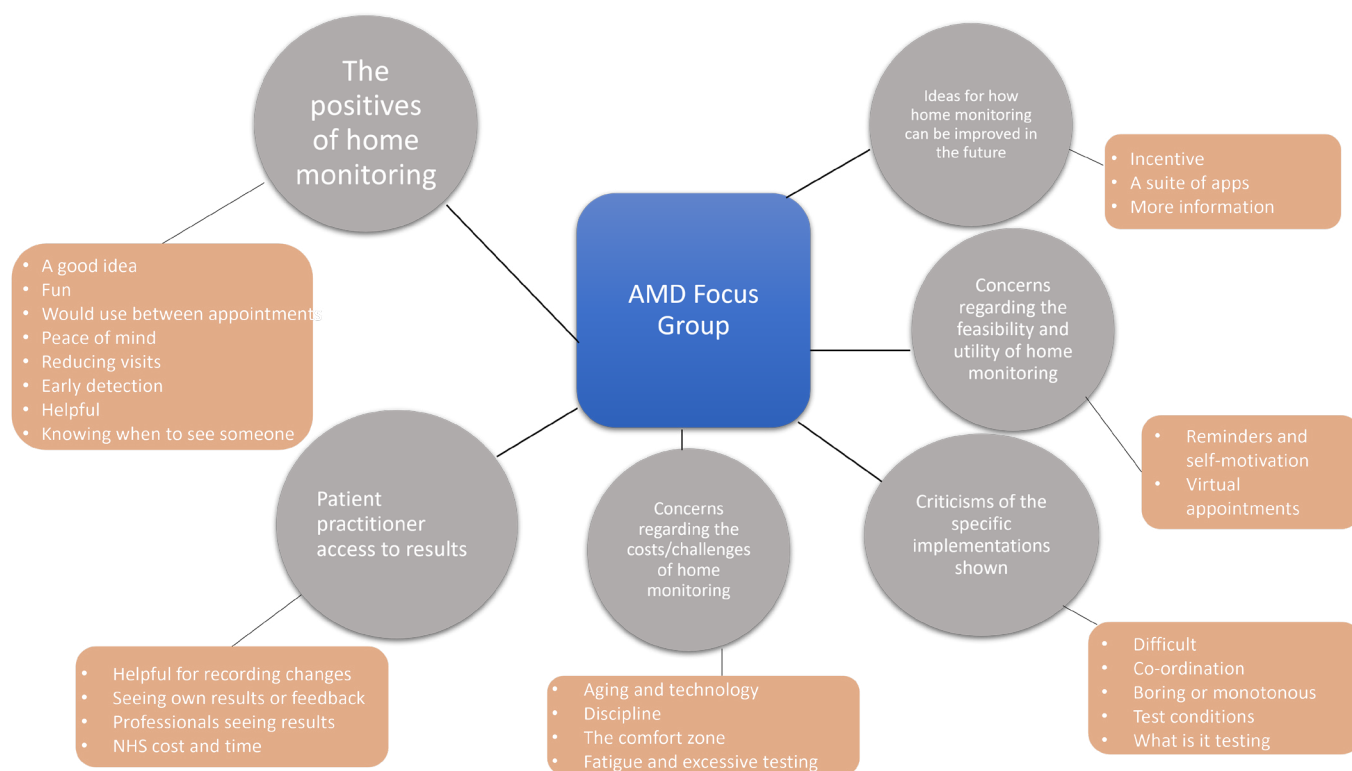 The
positives
of home
monitoring
• A good idea
• Fun
• Would use between appointments
• Peace of mind
• Reducing visits
• Early detection
• Helpful
• Knowing when to see someone
Ideas for how
home monitoring
can be improved in
the future
• Incentive
• A suite of apps
• More information
AMD Focus
Group
Concerns
regarding the
feasibility and
utility of home
monitoring
• Reminders and
self-motivation
• Virtual
appointments
Patient
practitioner
access to results
• Helpful for recording changes
• Seeing own results or feedback
• Professionals seeing results
• NHS cost and time
Concerns
regarding the
costs/challenges
of home
monitoring
• Aging and technology
• Discipline
• The comfort zone
• Fatigue and excessive testing
Criticisms of the
specific
implementations
shown
• Difficult
• Co-ordination
• Boring or monotonous
• Test conditions
• What is it testing